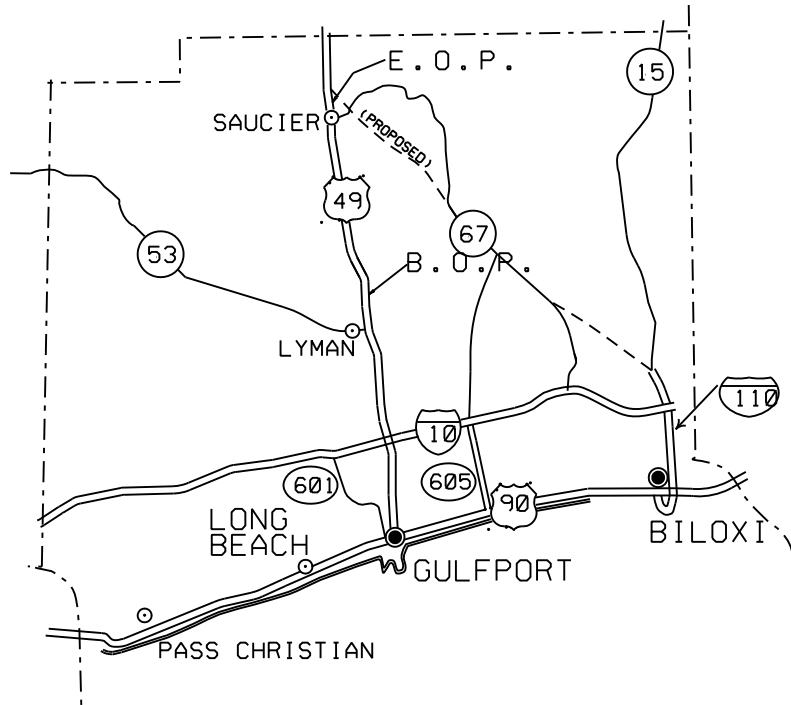 E.O.P.
15
SAUCIER
(PROPOSED)
49
67
53
B.O.P.
LYMAN
110
10
601
605
90
LONG
BEACH
BILOXI
GULFPORT
PASS CHRISTIAN